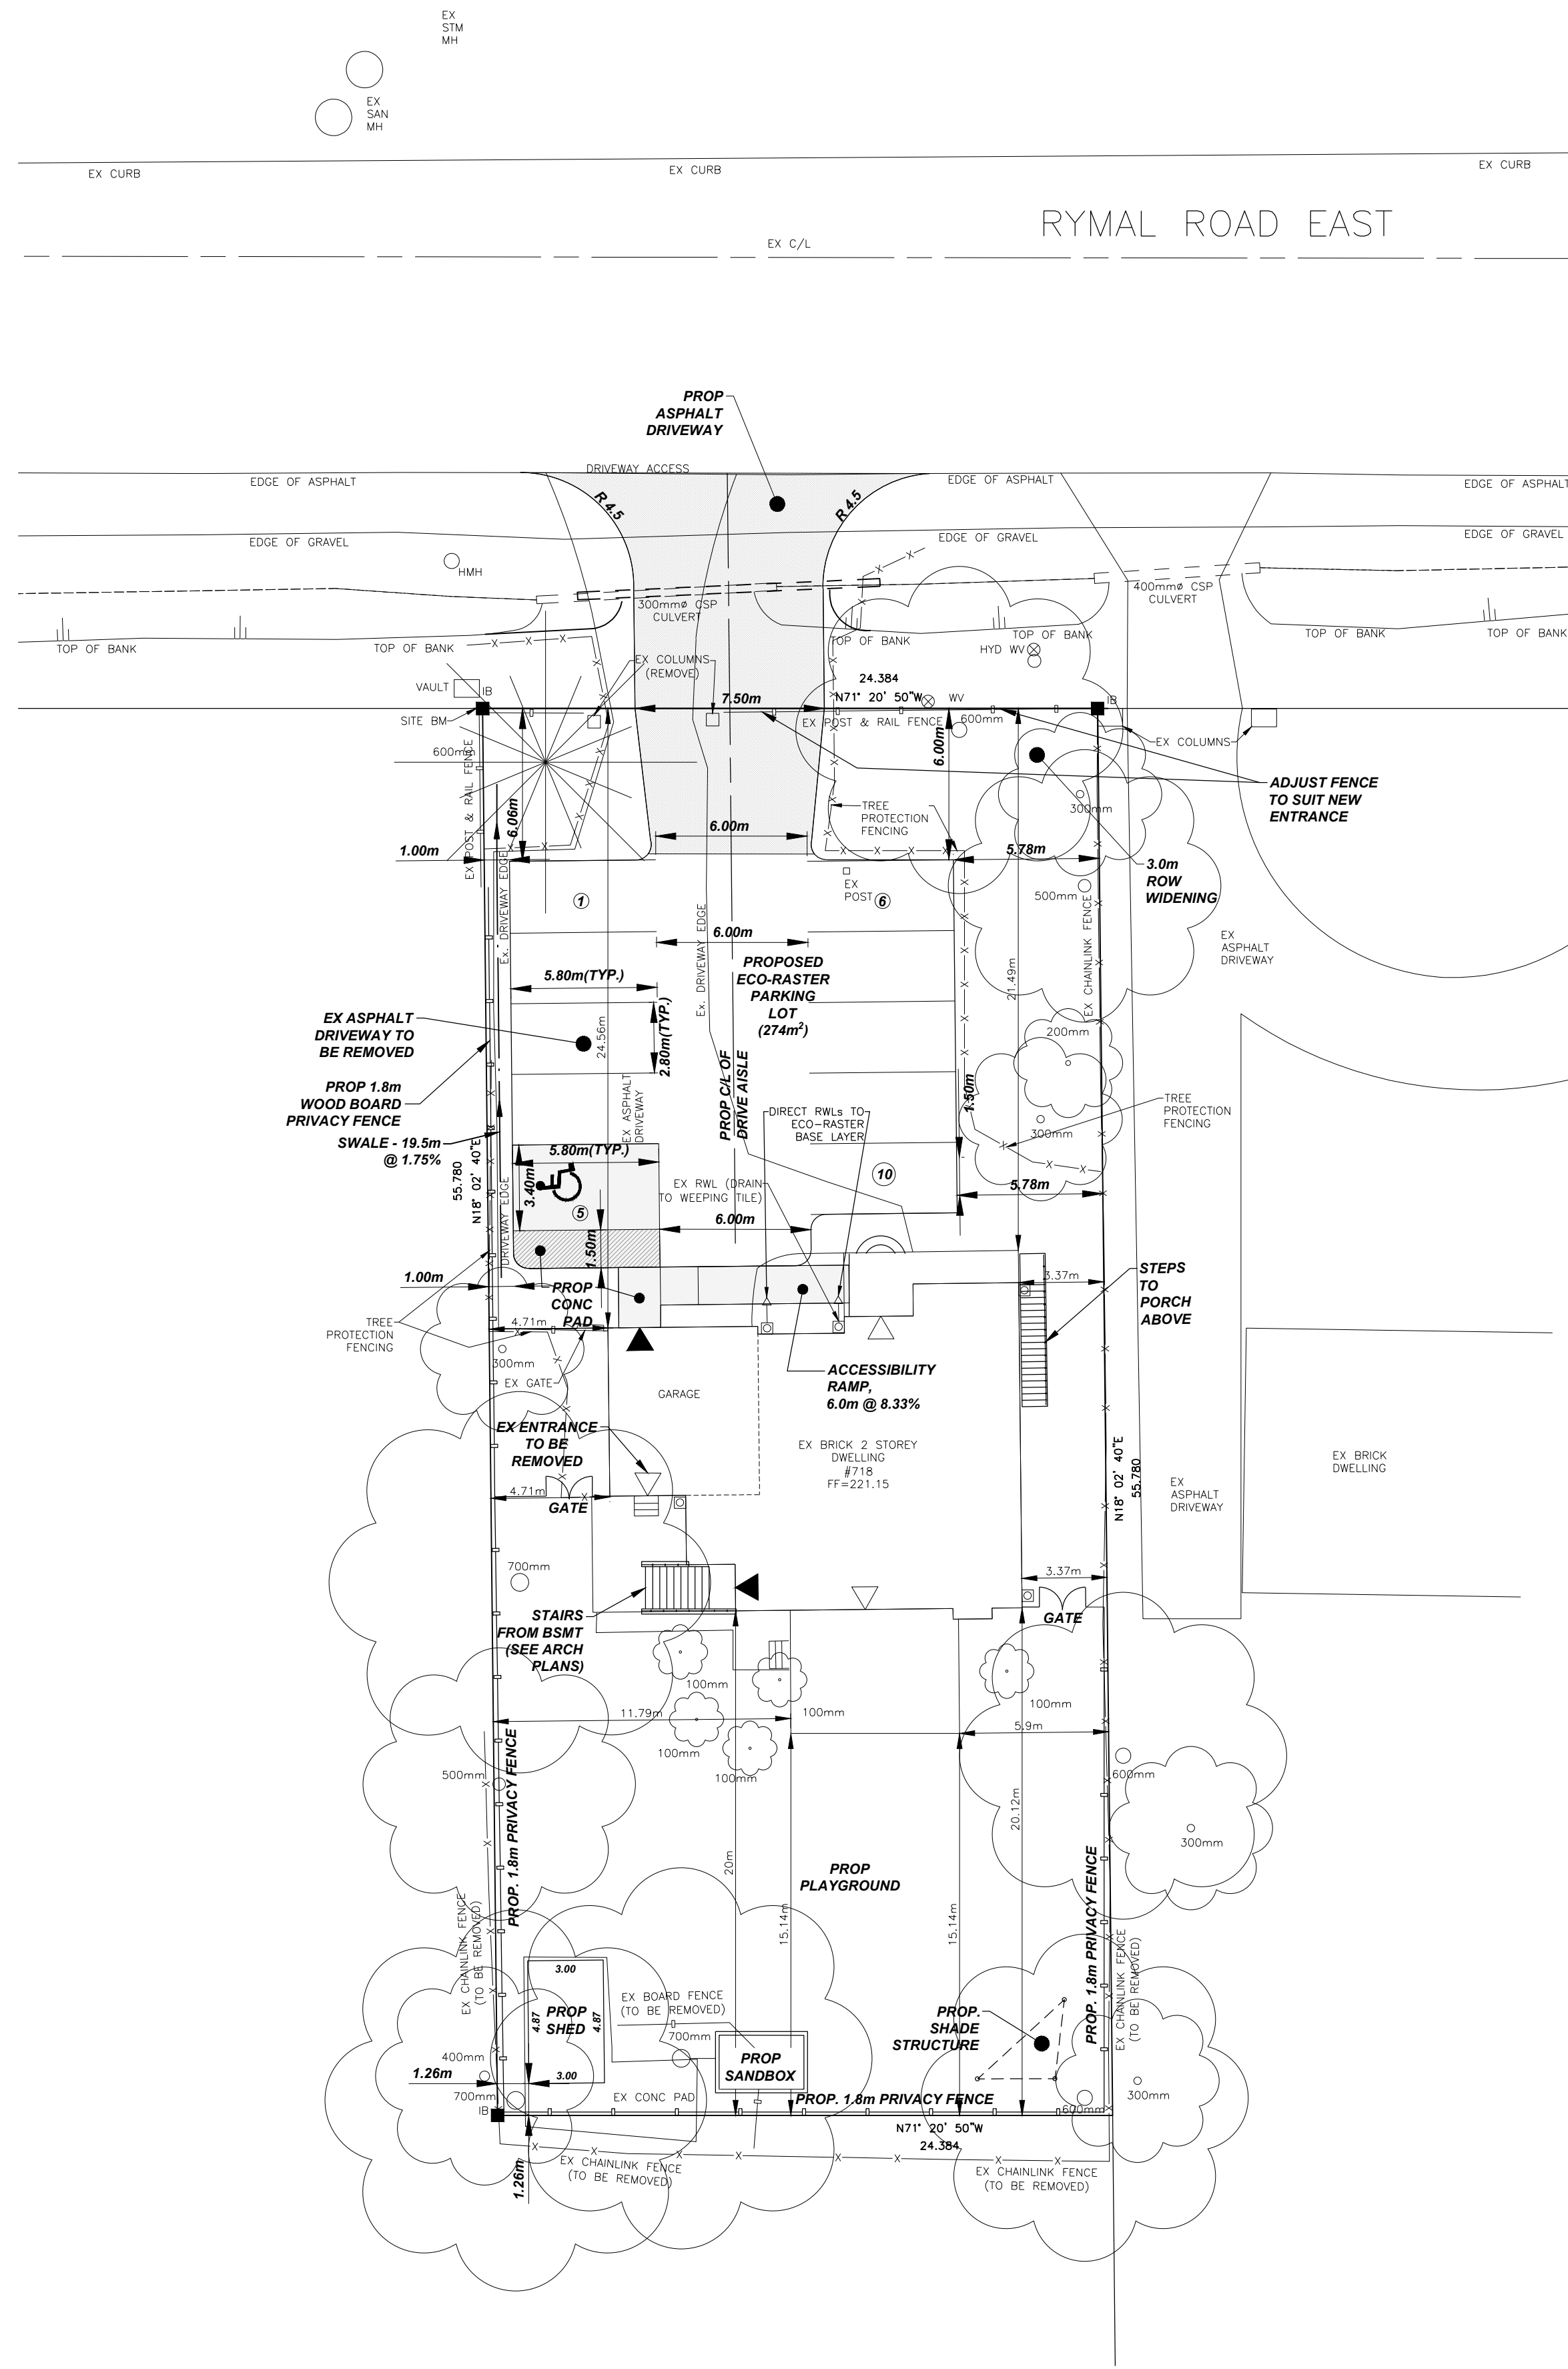 EX
STM
MH
EX
SAN
MH
EX CURB
EX CURB
EX CURB
RYMAL ROAD EAST
EX C/L
PROP
ASPHALT
DRIVEWAY
DRIVEWAY ACCESS
EDGE OF ASPHALT
EDGE OF ASPHALT
EDGE OF ASPHALT
R 4.5
R 4.5
EDGE OF GRAVEL
EDGE OF GRAVEL
EDGE OF GRAVEL
HMH
300mmø CSP
CULVERT
400mmø CSP
CULVERT
TOP OF BANK
TOP OF BANK
TOP OF BANK
TOP OF BANK
TOP OF BANK
TOP OF BANK
HYD WV
EX COLUMNS
(REMOVE)
VAULT
IB
24.384
N71° 20' 50"W
WV
IB
7.50m
SITE BM
EX POST & RAIL FENCE
600mm
EX COLUMNS
600mm
EX POST & RAIL FENCE
6.06m
6.00m
ADJUST FENCE
TO SUIT NEW
ENTRANCE
300mm
TREE
PROTECTION
FENCING
6.00m
1.00m
5.78m
3.0m
ROW
WIDENING
EX
POST
1
6
500mm
Ex. DRIVEWAY EDGE
Ex. DRIVEWAY EDGE
EX CHAINLINK FENCE
EX
ASPHALT
DRIVEWAY
6.00m
PROPOSED
ECO-RASTER
PARKING
LOT
(274m2)
5.80m(TYP.)
2.80m(TYP.)
24.56m
21.49m
EX ASPHALT
DRIVEWAY TO
BE REMOVED
200mm
PROP 1.8m
WOOD BOARD
PRIVACY FENCE
PROP C/L OF
DRIVE AISLE
EX ASPHALT
DRIVEWAY
1.50m
DIRECT RWLs TO
ECO-RASTER
BASE LAYER
TREE
PROTECTION
FENCING
300mm
SWALE - 19.5m
@ 1.75%
55.780
N18° 02' 40"E
5.80m(TYP.)
3.40m
10
EX RWL (DRAIN
TO WEEPING TILE)
5.78m
5
6.00m
DRIVEWAY EDGE
1.50m
1.00m
PROP
CONC
PAD
3.37m
STEPS
TO
PORCH
ABOVE
TREE
PROTECTION
FENCING
4.71m
300mm
EX GATE
ACCESSIBILITY
RAMP,
6.0m @ 8.33%
GARAGE
EX ENTRANCE
TO BE
REMOVED
EX BRICK 2 STOREY
DWELLING
#718
FF=221.15
N18° 02' 40"E
55.780
EX BRICK
DWELLING
EX
ASPHALT
DRIVEWAY
4.71m
GATE
700mm
3.37m
GATE
STAIRS
FROM BSMT
(SEE ARCH
PLANS)
100mm
100mm
100mm
11.79m
5.9m
100mm
100mm
500mm
600mm
300mm
PROP. 1.8m PRIVACY FENCE
20m
15.14m
15.14m
20.12m
PROP
PLAYGROUND
PROP. 1.8m PRIVACY FENCE
EX CHAINLINK FENCE
(TO BE REMOVED)
EX CHAINLINK FENCE
(TO BE REMOVED)
3.00
4.87
4.87
PROP
SHED
EX BOARD FENCE
(TO BE REMOVED)
700mm
PROP.
SHADE
STRUCTURE
PROP
SANDBOX
400mm
1.26m
3.00
700mm
IB
EX CONC PAD
PROP. 1.8m PRIVACY FENCE
600mm
300mm
N71° 20' 50"W
24.384
1.26m
EX CHAINLINK FENCE
(TO BE REMOVED)
EX CHAINLINK FENCE
(TO BE REMOVED)